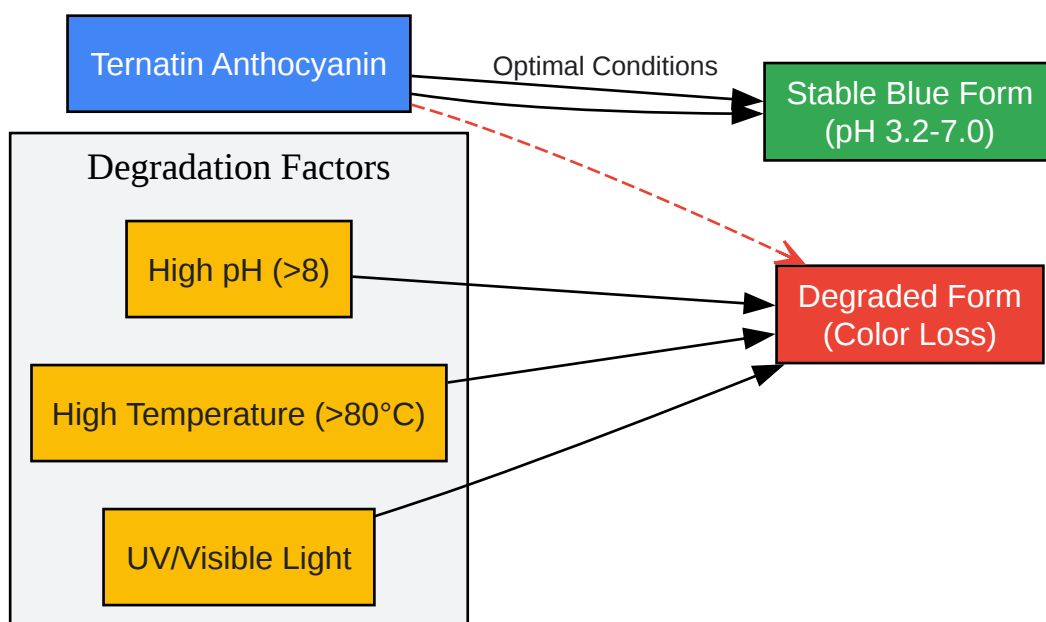 Ternatin Anthocyanin
Optimal Conditions
Stable Blue Form
(pH 3.2-7.0)
Degradation Factors
High pH (>8)
Degraded Form
(Color Loss)
High Temperature (>80°C)
UV/Visible Light